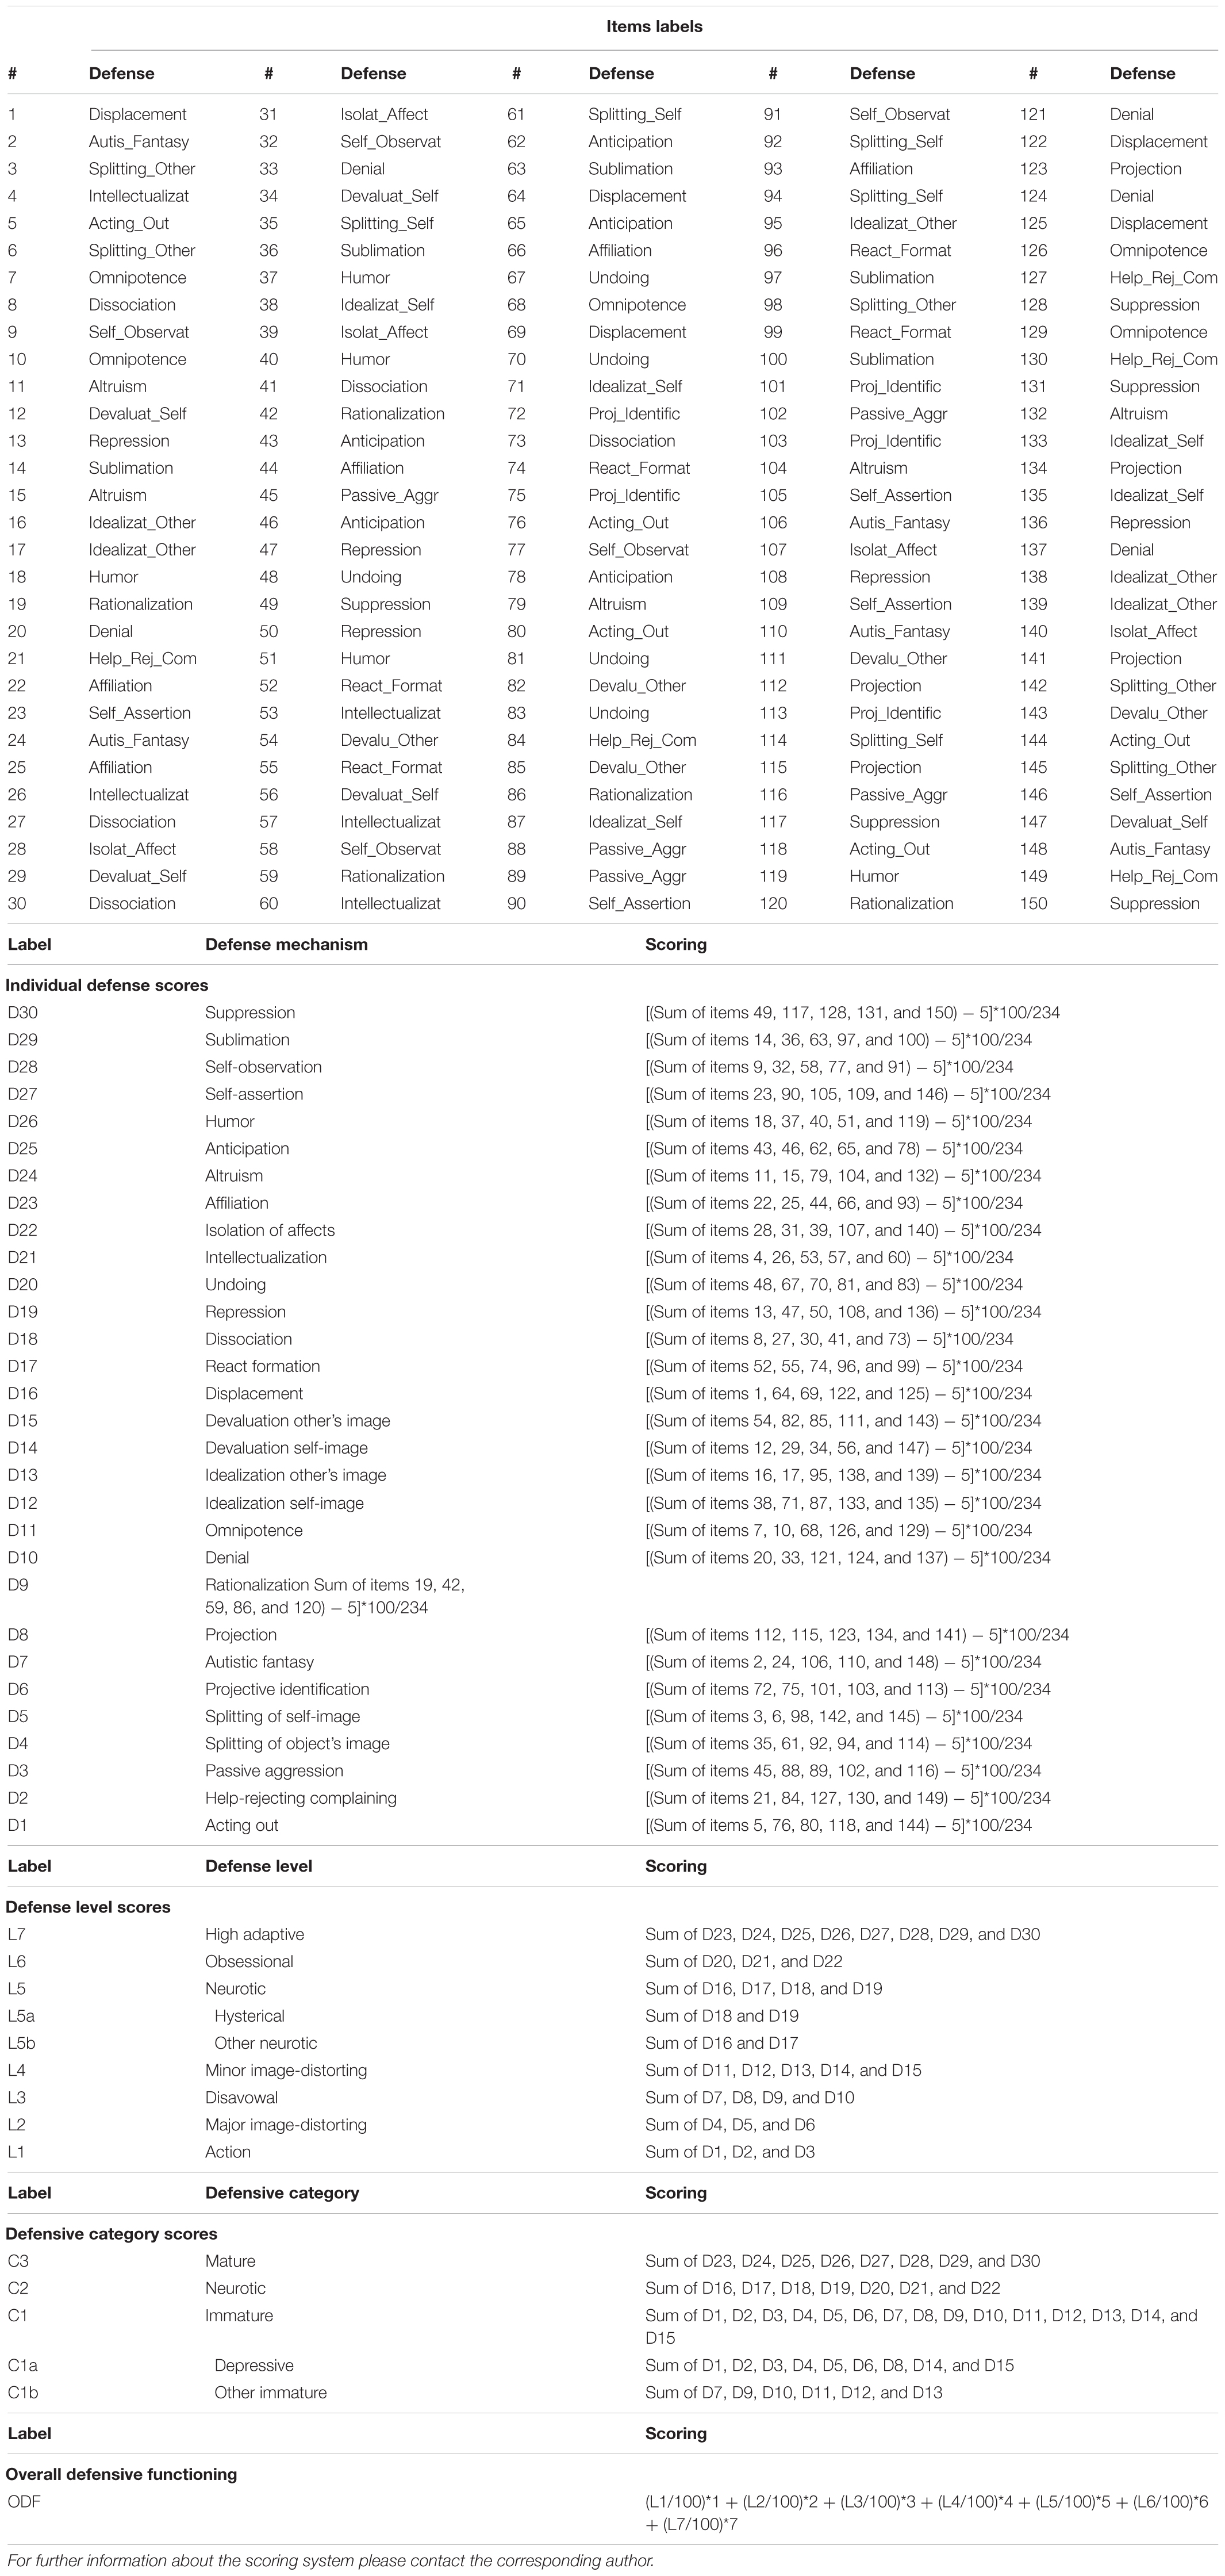 Items labels
# Defense # Defense # Defense # Defense # Defense
1 Displacement 31 Isolat_Affect 61 Splitting_Self 91 Self_Observat 121 Denial
2 Autis_Fantasy 32 Self_Observat 62 Anticipation 92 Splitting_Self 122 Displacement
3 Splitting_Other 33 Denial 63 Sublimation 93 Affiliation 123 Projection
4 Intellectualizat 34 Devaluat_Self 64 Displacement 94 Splitting_Self 124 Denial
5 Acting_Out 35 Splitting_Self 65 Anticipation 95 Idealizat_Other 125 Displacement
6 Splitting_Other 36 Sublimation 66 Affiliation 96 React_Format 126 Omnipotence
7 Omnipotence 37 Humor 67 Undoing 97 Sublimation 127 Help_Rej_Com
8 Dissociation 38 Idealizat_Self 68 Omnipotence 98 Splitting_Other 128 Suppression
9 Self_Observat 39 Isolat_Affect 69 Displacement 99 React_Format 129 Omnipotence
10 Omnipotence 40 Humor 70 Undoing 100 Sublimation 130 Help_Rej_Com
11 Altruism 41 Dissociation 71 Idealizat_Self 101 Proj_Identific 131 Suppression
12 Devaluat_Self 42 Rationalization 72 Proj_Identific 102 Passive_Aggr 132 Altruism
13 Repression 43 Anticipation 73 Dissociation 103 Proj_Identific 133 Idealizat_Self
14 Sublimation 44 Affiliation 74 React_Format 104 Altruism 134 Projection
15 Altruism 45 Passive_Aggr 75 Proj_Identific 105 Self_Assertion 135 Idealizat_Self
16 Idealizat_Other 46 Anticipation 76 Acting_Out 106 Autis_Fantasy 136 Repression
17 Idealizat_Other 47 Repression 77 Self_Observat 107 Isolat_Affect 137 Denial
18 Humor 48 Undoing 78 Anticipation 108 Repression 138 Idealizat_Other
19 Rationalization 49 Suppression 79 Altruism 109 Self_Assertion 139 Idealizat_Other
20 Denial 50 Repression 80 Acting_Out 110 Autis_Fantasy 140 Isolat_Affect
21 Help_Rej_Com 51 Humor 81 Undoing 111 Devalu_Other 141 Projection
22 Affiliation 52 React_Format 82 Devalu_Other 112 Projection 142 Splitting_Other
23 Self_Assertion 53 Intellectualizat 83 Undoing 113 Proj_Identific 143 Devalu_Other
24 Autis_Fantasy 54 Devalu_Other 84 Help_Rej_Com 114 Splitting_Self 144 Acting_Out
25 Affiliation 55 React_Format 85 Devalu_Other 115 Projection 145 Splitting_Other
26 Intellectualizat 56 Devaluat_Self 86 Rationalization 116 Passive_Aggr 146 Self_Assertion
27 Dissociation 57 Intellectualizat 87 Idealizat_Self 117 Suppression 147 Devaluat_Self
28 Isolat_Affect 58 Self_Observat 88 Passive_Aggr 118 Acting_Out 148 Autis_Fantasy
29 Devaluat_Self 59 Rationalization 89 Passive_Aggr 119 Humor 149 Help_Rej_Com
30 Dissociation 60 Intellectualizat 90 Self_Assertion 120 Rationalization 150 Suppression
Label Defense mechanism Scoring
Individual defense scores
D30 Suppression [(Sum of items 49, 117, 128, 131, and 150) − 5]*100/234
D29 Sublimation [(Sum of items 14, 36, 63, 97, and 100) − 5]*100/234
D28 Self-observation [(Sum of items 9, 32, 58, 77, and 91) − 5]*100/234
D27 Self-assertion [(Sum of items 23, 90, 105, 109, and 146) − 5]*100/234
D26 Humor [(Sum of items 18, 37, 40, 51, and 119) − 5]*100/234
D25 Anticipation [(Sum of items 43, 46, 62, 65, and 78) − 5]*100/234
D24 Altruism [(Sum of items 11, 15, 79, 104, and 132) − 5]*100/234
D23 Affiliation [(Sum of items 22, 25, 44, 66, and 93) − 5]*100/234
D22 Isolation of affects [(Sum of items 28, 31, 39, 107, and 140) − 5]*100/234
D21 Intellectualization [(Sum of items 4, 26, 53, 57, and 60) − 5]*100/234
D20 Undoing [(Sum of items 48, 67, 70, 81, and 83) − 5]*100/234
D19 Repression [(Sum of items 13, 47, 50, 108, and 136) − 5]*100/234
D18 Dissociation [(Sum of items 8, 27, 30, 41, and 73) − 5]*100/234
D17 React formation [(Sum of items 52, 55, 74, 96, and 99) − 5]*100/234
D16 Displacement [(Sum of items 1, 64, 69, 122, and 125) − 5]*100/234
D15 Devaluation other’s image [(Sum of items 54, 82, 85, 111, and 143) − 5]*100/234
D14 Devaluation self-image [(Sum of items 12, 29, 34, 56, and 147) − 5]*100/234
D13 Idealization other’s image [(Sum of items 16, 17, 95, 138, and 139) − 5]*100/234
D12 Idealization self-image [(Sum of items 38, 71, 87, 133, and 135) − 5]*100/234
D11 Omnipotence [(Sum of items 7, 10, 68, 126, and 129) − 5]*100/234
D10 Denial [(Sum of items 20, 33, 121, 124, and 137) − 5]*100/234
D9 Rationalization Sum of items 19, 42,
59, 86, and 120) − 5]*100/234
D8 Projection [(Sum of items 112, 115, 123, 134, and 141) − 5]*100/234
D7 Autistic fantasy [(Sum of items 2, 24, 106, 110, and 148) − 5]*100/234
D6 Projective identification [(Sum of items 72, 75, 101, 103, and 113) − 5]*100/234
D5 Splitting of self-image [(Sum of items 3, 6, 98, 142, and 145) − 5]*100/234
D4 Splitting of object’s image [(Sum of items 35, 61, 92, 94, and 114) − 5]*100/234
D3 Passive aggression [(Sum of items 45, 88, 89, 102, and 116) − 5]*100/234
D2 Help-rejecting complaining [(Sum of items 21, 84, 127, 130, and 149) − 5]*100/234
D1 Acting out [(Sum of items 5, 76, 80, 118, and 144) − 5]*100/234
Label Defense level Scoring
Defense level scores
L7 High adaptive Sum of D23, D24, D25, D26, D27, D28, D29, and D30
L6 Obsessional Sum of D20, D21, and D22
L5 Neurotic Sum of D16, D17, D18, and D19
L5a Hysterical Sum of D18 and D19
L5b Other neurotic Sum of D16 and D17
L4 Minor image-distorting Sum of D11, D12, D13, D14, and D15
L3 Disavowal Sum of D7, D8, D9, and D10
L2 Major image-distorting Sum of D4, D5, and D6
L1 Action Sum of D1, D2, and D3
Label Defensive category Scoring
Defensive category scores
C3 Mature Sum of D23, D24, D25, D26, D27, D28, D29, and D30
C2 Neurotic Sum of D16, D17, D18, D19, D20, D21, and D22
C1 Immature Sum of D1, D2, D3, D4, D5, D6, D7, D8, D9, D10, D11, D12, D13, D14, and
D15
C1a Depressive Sum of D1, D2, D3, D4, D5, D6, D8, D14, and D15
C1b Other immature Sum of D7, D9, D10, D11, D12, and D13
Label Scoring
Overall defensive functioning
ODF (L1/100)*1 + (L2/100)*2 + (L3/100)*3 + (L4/100)*4 + (L5/100)*5 + (L6/100)*6
+ (L7/100)*7
For further information about the scoring system please contact the corresponding author.